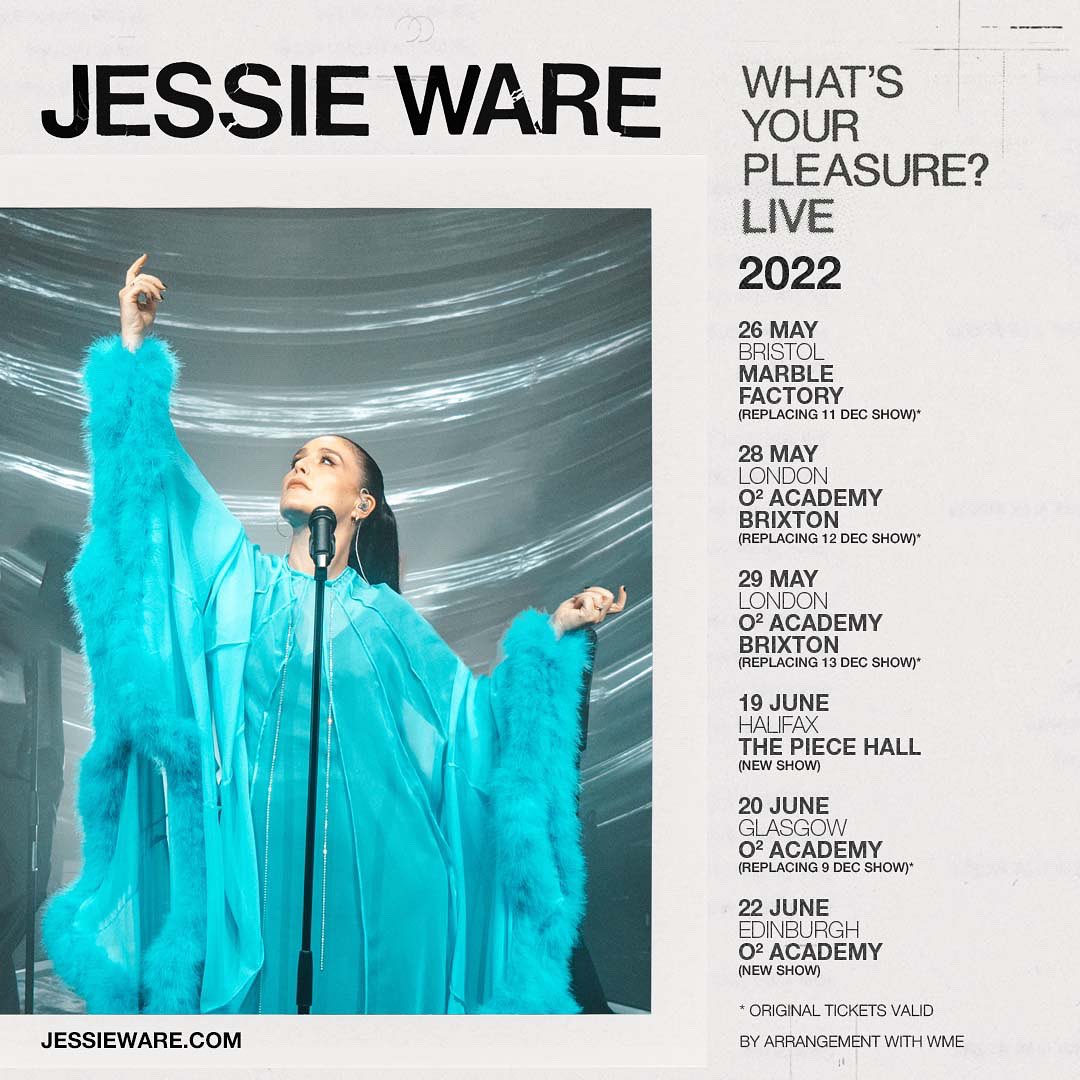 JESSIE WARE
WHAT'S
YOUR
PLEASURE?
LIVE
2022
26 MAY
BRISTOL
MARBLE
FACTORY
(REPLACING 11 DEC SHOW)*
28 MAY
LONDON
O² ACADEMY
BRIXTON
(REPLACING 12 DEC SHOW)*
29 MAY
LONDON
O² ACADEMY
BRIXTON
(REPLACING 13 DEC SHOW)*
19 JUNE
HALIFAX
THE PIECE HALL
(NEW SHOW)
20 JUNE
GLASGOW
O² ACADEMY
(REPLACING 9 DEC SHOW)*
22 JUNE
EDINBURGH
O² ACADEMY
(NEW SHOW)
* ORIGINAL TICKETS VALID
BY ARRANGEMENT WITH WME
JESSIEWARE.COM